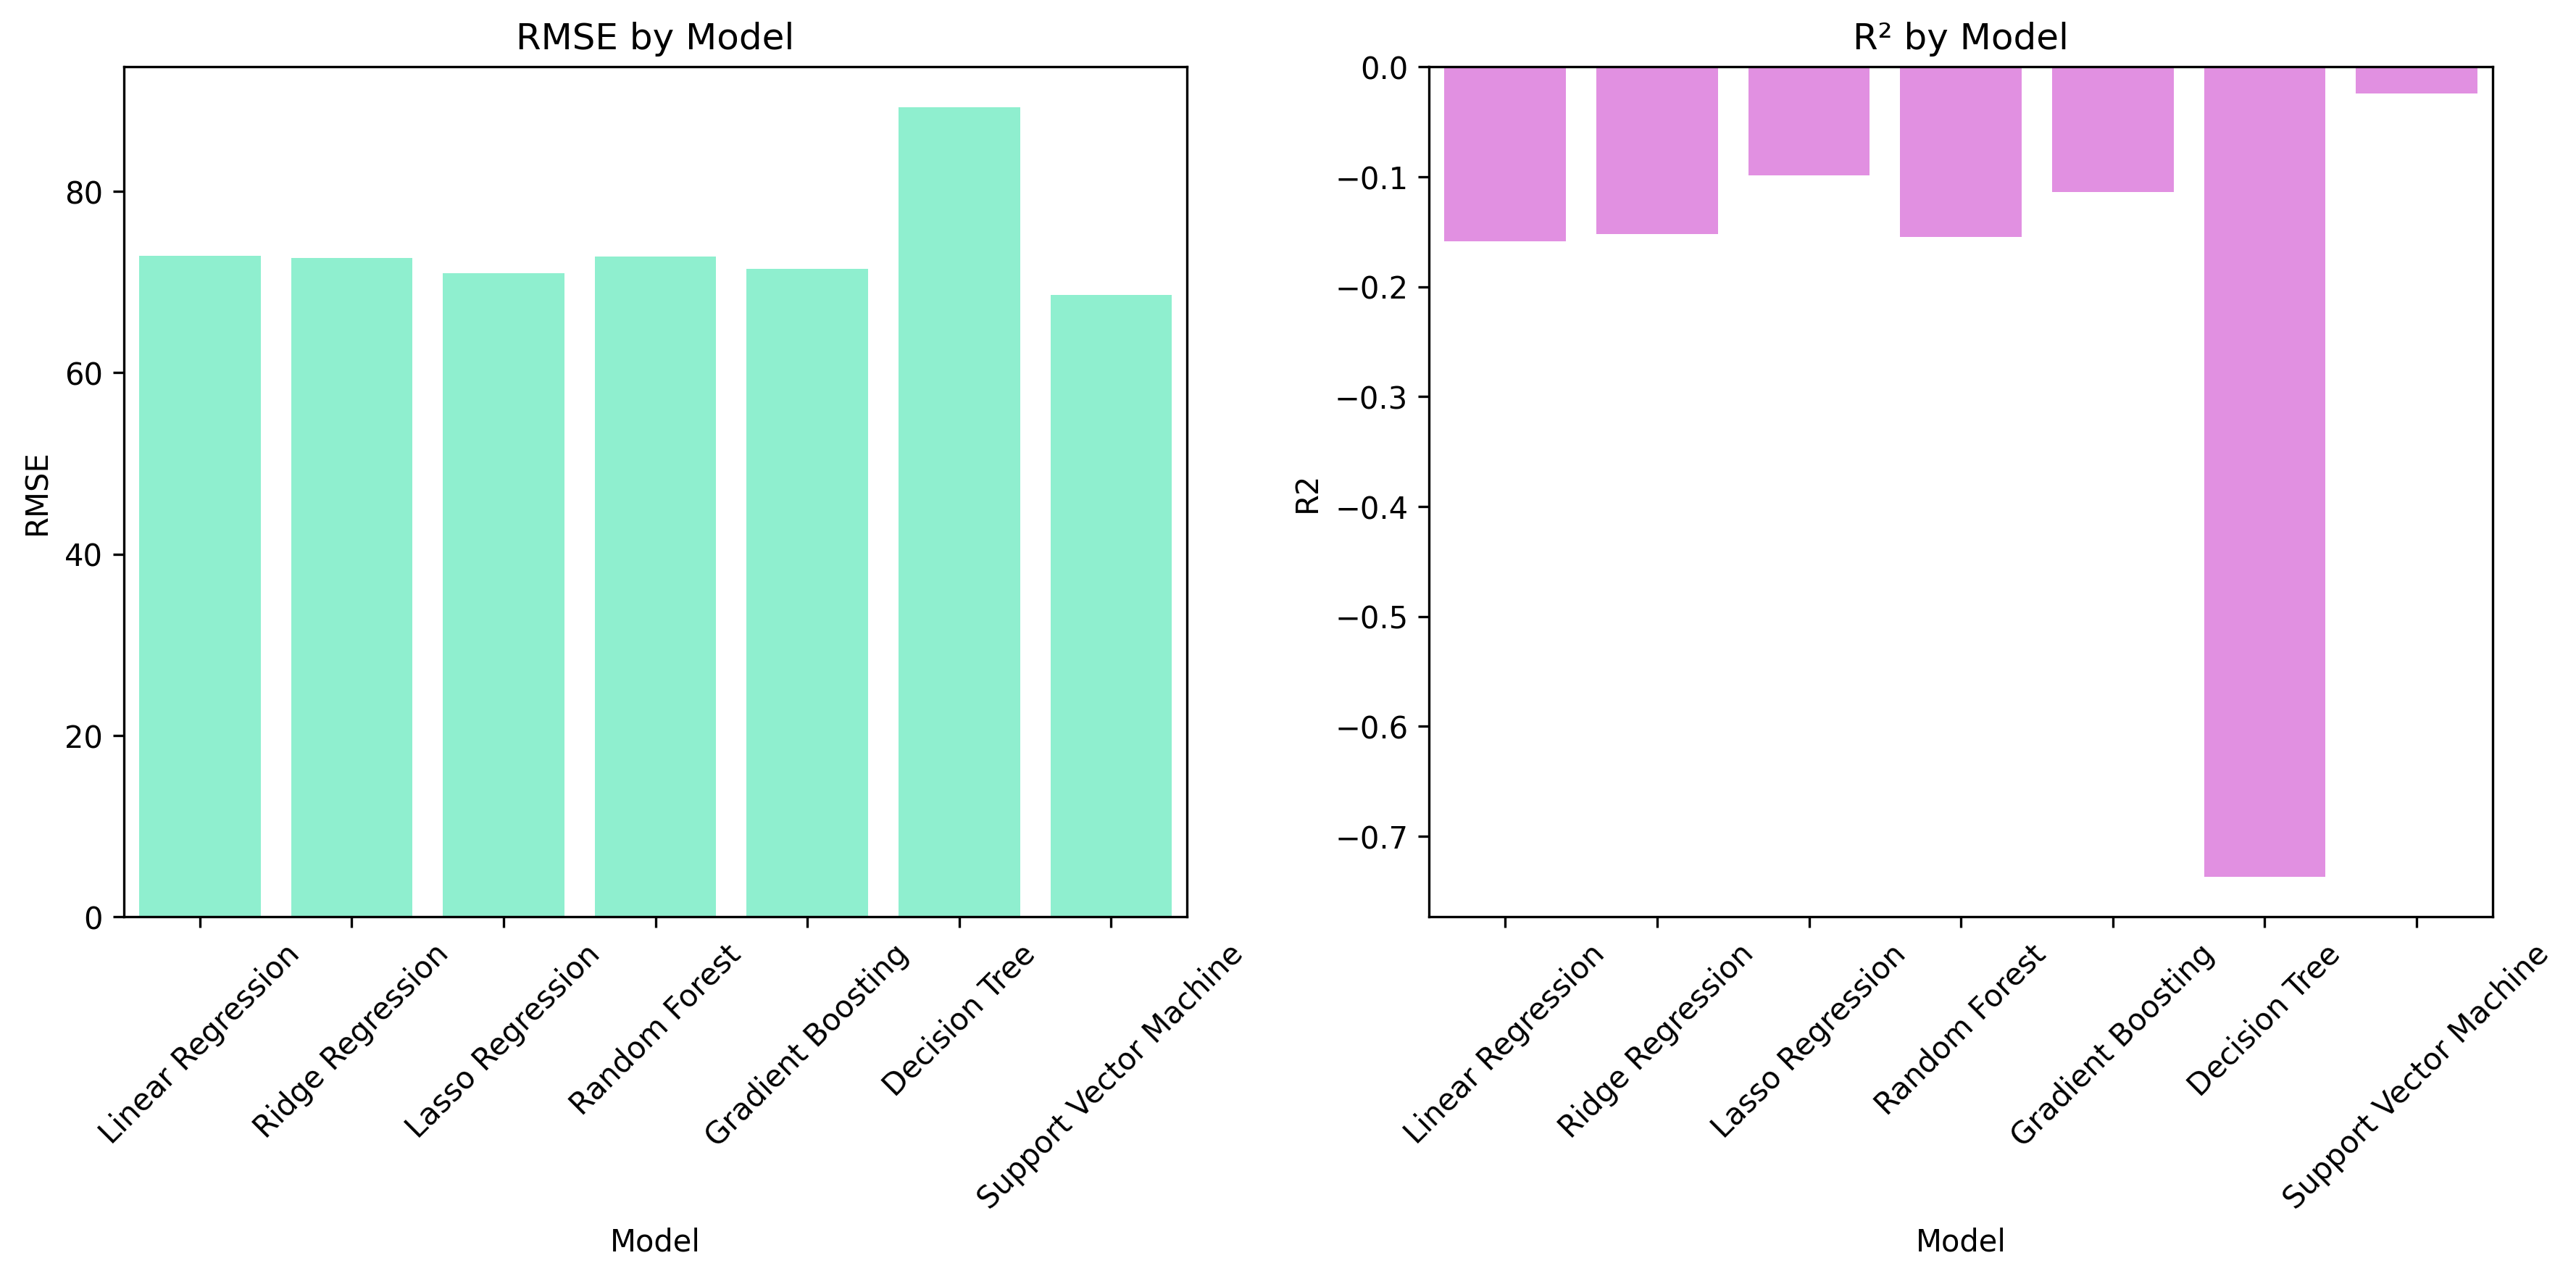 RMSE by Model
RMSE
80
60
40
20
0
Linear Regression
Ridge Regression
Lasso Regression
Random Forest
Gradient Boosting
Decision Tree
Support Vector Machine
Model
R² by Model
R2
0.0
−0.1
−0.2
−0.3
−0.4
−0.5
−0.6
−0.7
Linear Regression
Ridge Regression
Lasso Regression
Random Forest
Gradient Boosting
Decision Tree
Support Vector Machine
Model